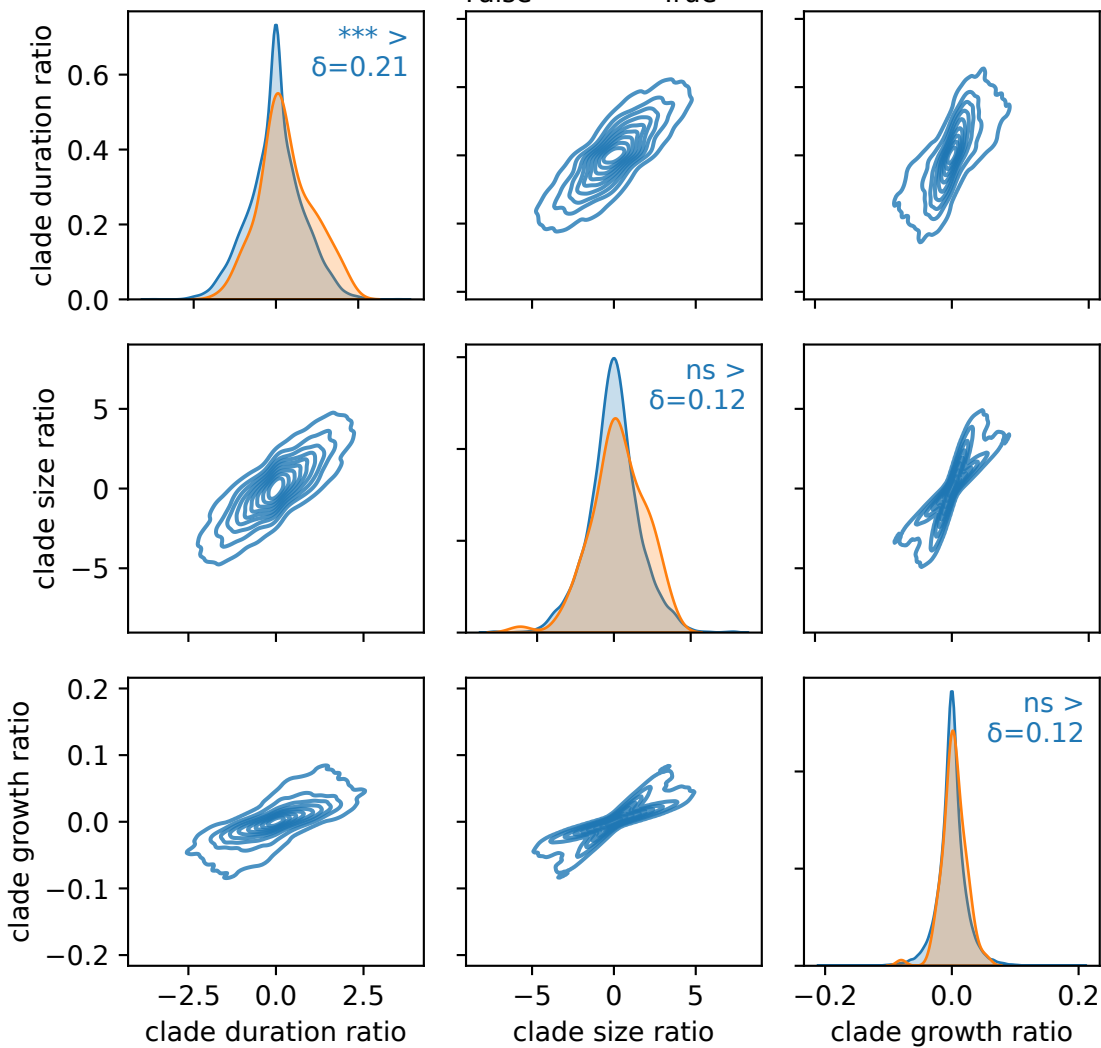 *** >
δ=0.21
clade duration ratio
0.6
0.4
0.2
0.0
ns >
δ=0.12
clade size ratio
5
0
−5
ns >
δ=0.12
clade growth ratio
0.2
0.1
0.0
−0.1
−0.2
−2.5 0.0 2.5
−5 0 5
−0.2 0.0 0.2
clade duration ratio
clade size ratio
clade growth ratio